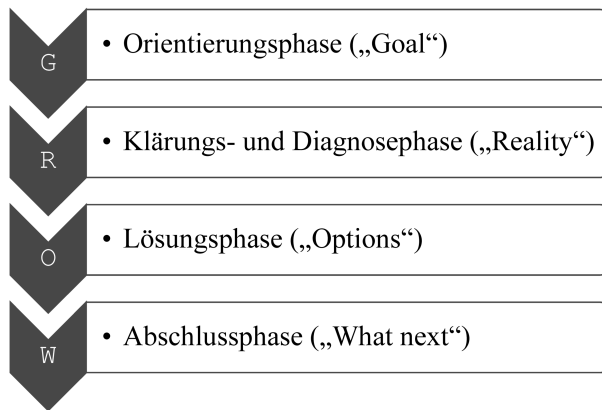 G
• Orientierungsphase („Goal“)
R
• Klärungs- und Diagnosephase („Reality“)
O
• Lösungsphase („Options“)
W
• Abschlussphase („What next“)